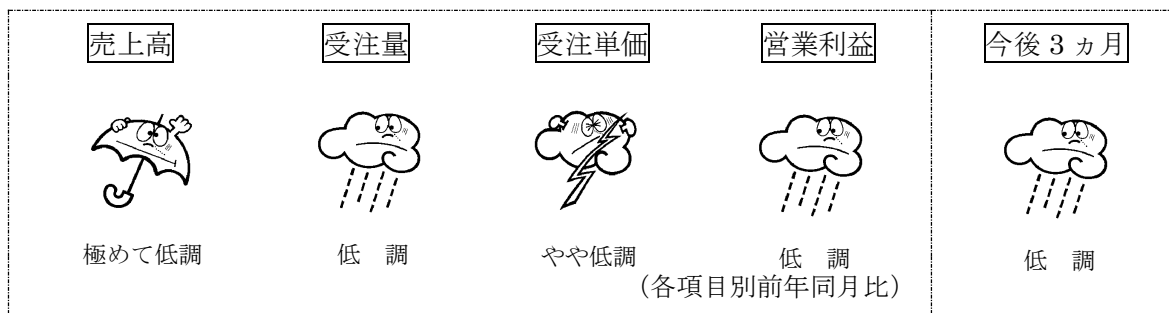 売上高 受注量 受注単価 営業利益 今後3ヵ月
極めて低調 低 調 やや低調 低 調 低 調
（各項目別前年同月比）